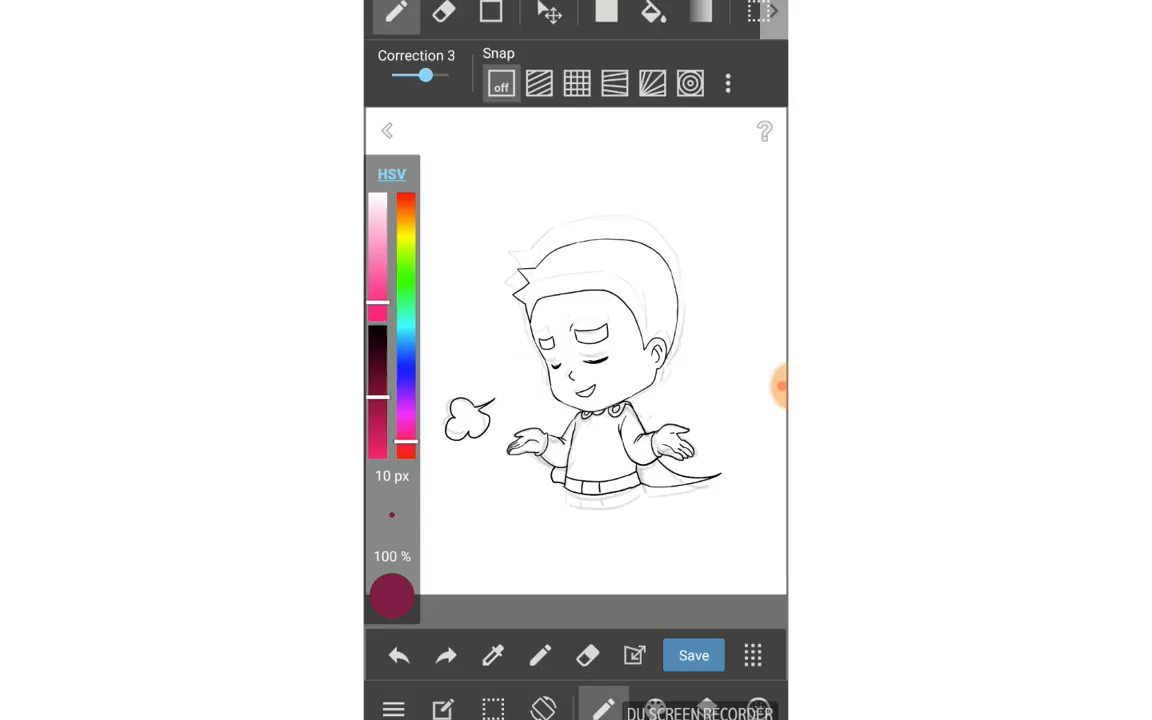 Correction 3
Snap
off
?
HSV
10 px
100 %
Save
DU SCREEN RECORDER